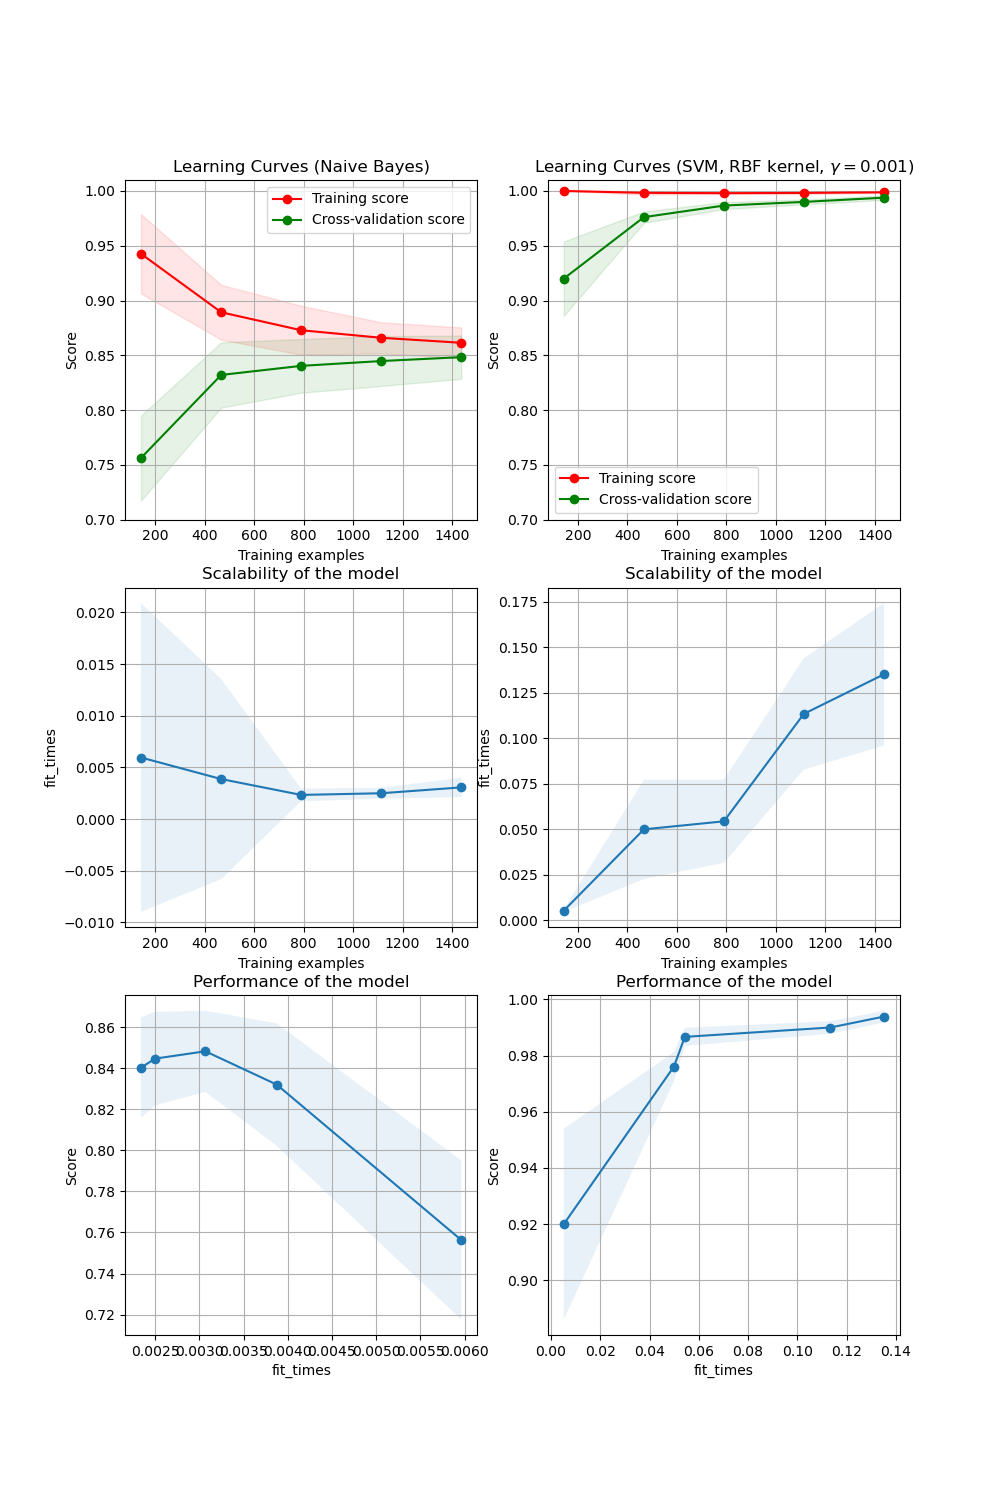 Learning Curves (Naive Bayes)
Learning Curves (SVM, RBF kernel, γ = 0.001)
1.00
0.95
0.90
0.85
0.80
0.75
0.70
Score
Training score
Cross-validation score
200 400 600 800 1000 1200 1400
Training examples
1.00
0.95
0.90
0.85
0.80
0.75
0.70
Score
Training score
Cross-validation score
200 400 600 800 1000 1200 1400
Training examples
Scalability of the model
0.020
0.015
0.010
0.005
0.000
−0.005
−0.010
fit_times
200 400 600 800 1000 1200 1400
Training examples
Scalability of the model
0.175
0.150
0.125
0.100
0.075
0.050
0.025
0.000
fit_times
200 400 600 800 1000 1200 1400
Training examples
Performance of the model
0.86
0.84
0.82
0.80
0.78
0.76
0.74
0.72
Score
0.0025 0.0030 0.0035 0.0040 0.0045 0.0050 0.0055 0.0060
fit_times
Performance of the model
1.00
0.98
0.96
0.94
0.92
0.90
Score
0.00 0.02 0.04 0.06 0.08 0.10 0.12 0.14
fit_times